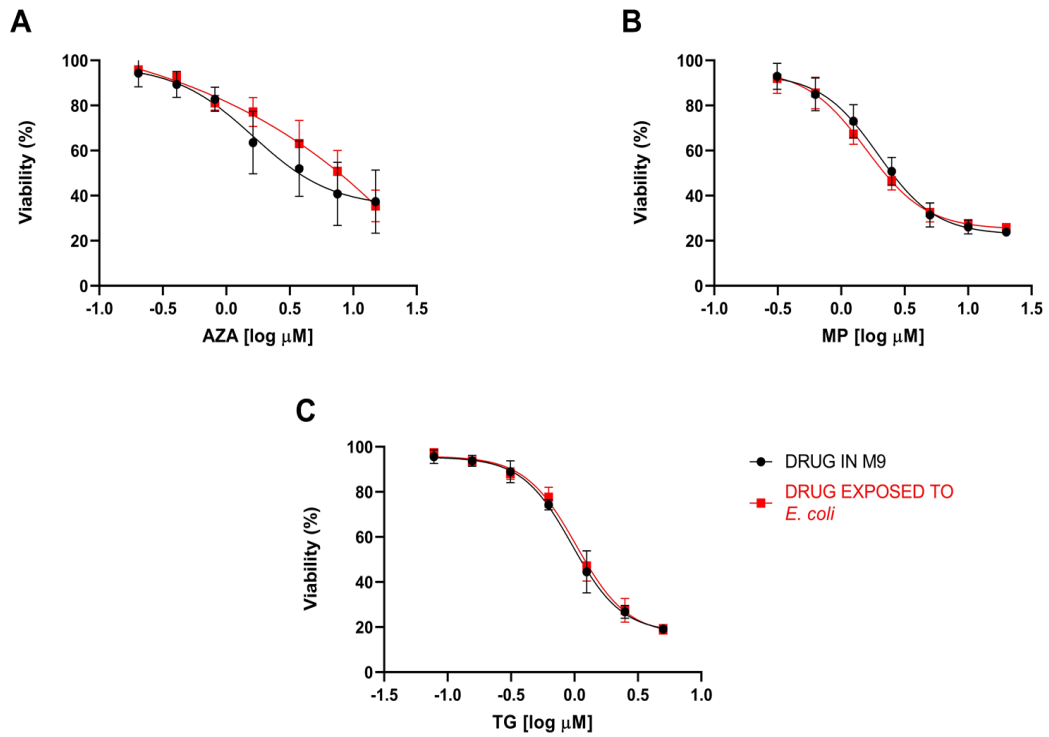 A
100
80
60
40
20
0
Viability (%)
-1.0 -0.5 0.0 0.5 1.0 1.5
AZA [log μM]
B
100
80
60
40
20
0
Viability (%)
-1.0 -0.5 0.0 0.5 1.0 1.5
MP [log μM]
C
100
80
60
40
20
0
Viability (%)
-1.5 -1.0 -0.5 0.0 0.5 1.0
TG [log μM]
DRUG IN M9
DRUG EXPOSED TO
E. coli